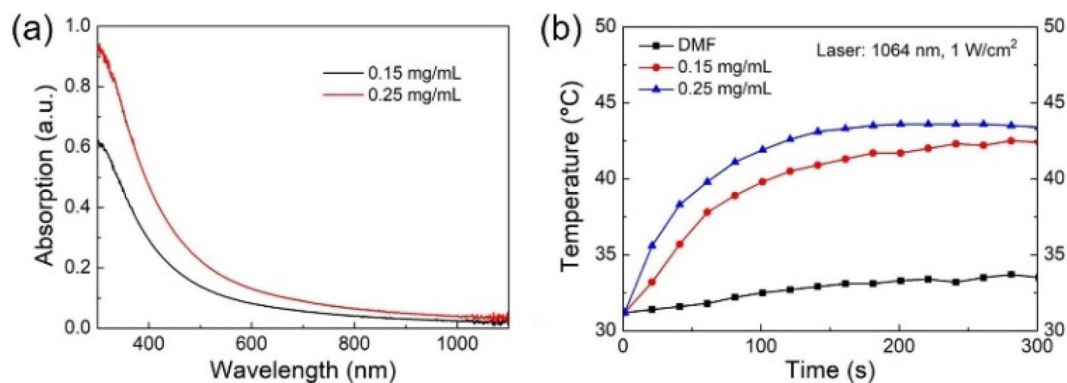 (a)
1.0
0.8
0.6
0.4
0.2
0.0
Absorption (a.u.)
0.15 mg/mL
0.25 mg/mL
400
600
800
1000
Wavelength (nm)
(b)
50
45
40
35
30
Temperature (°C)
DMF
0.15 mg/mL
0.25 mg/mL
Laser: 1064 nm, 1 W/cm²
50
45
40
35
30
0
100
200
300
Time (s)